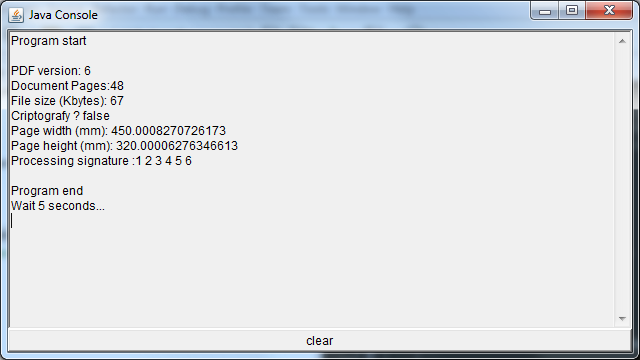 Java Console
Program start
PDF version: 6
Document Pages:48
File size (Kbytes): 67
Criptografy ? false
Page width (mm): 450.0008270726173
Page height (mm): 320.00006276346613
Processing signature :1 2 3 4 5 6
Program end
Wait 5 seconds...
clear